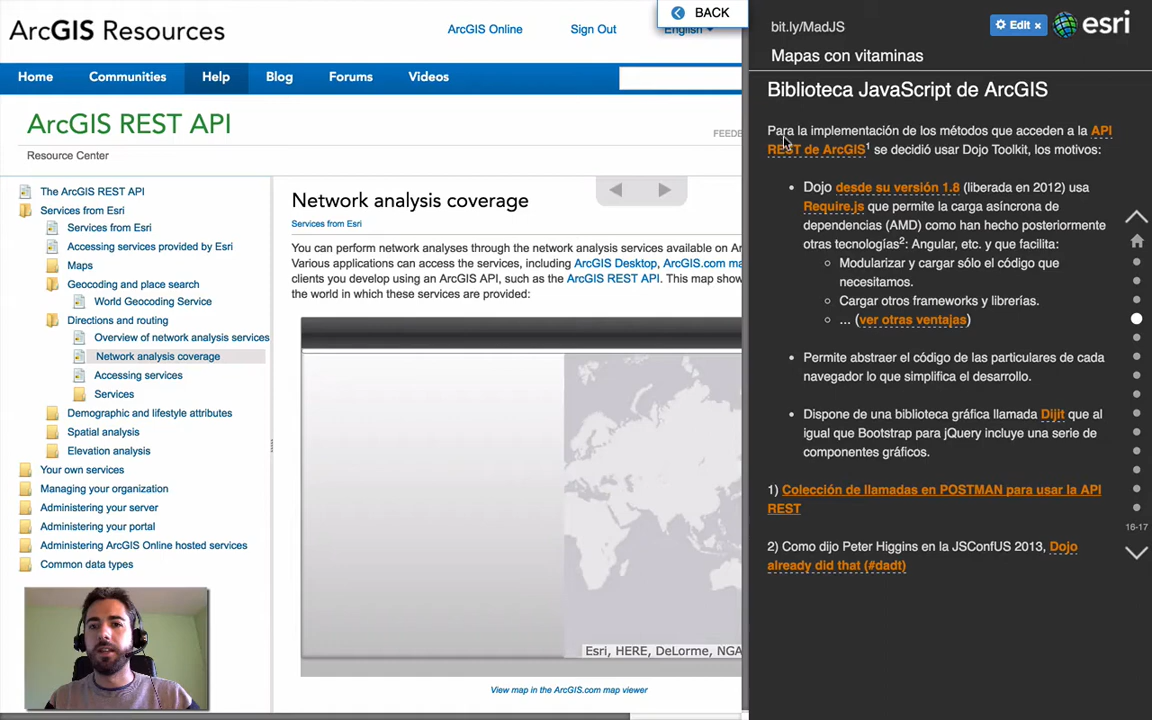 ArcGIS Resources
ArcGIS Online
Sign Out
English
BACK
Home
Communities
Help
Blog
Forums
Videos
ArcGIS REST API
Resource Center
The ArcGIS REST API
Services from Esri
Services from Esri
Accessing services provided by Esri
Maps
Geocoding and place search
World Geocoding Service
Directions and routing
Overview of network analysis services
Network analysis coverage
Accessing services
Services
Demographic and lifestyle attributes
Spatial analysis
Elevation analysis
Your own services
Managing your organization
Administering your server
Administering your portal
Administering ArcGIS Online hosted services
Common data types
Network analysis coverage
Services from Esri
You can perform network analyses through the network analysis services available on
Various applications can access the services, including ArcGIS Desktop, ArcGIS.com
clients you develop using an ArcGIS API, such as the ArcGIS REST API. This map
the world in which these services are provided:
Esri, HERE, DeLorme, NGA
View map in the ArcGIS.com map viewer
bit.ly/MadJS
Edit ×
esri
Mapas con vitaminas
Biblioteca JavaScript de ArcGIS
Para la implementación de los métodos que acceden a la API
REST de ArcGIS¹ se decidió usar Dojo Toolkit, los motivos:
• Dojo desde su versión 1.8 (liberada en 2012) usa
Require.js que permite la carga asíncrona de
dependencias (AMD) como han hecho posteriormente
otras tecnologías²: Angular, etc. y que facilita:
○ Modularizar y cargar sólo el código que
necesitamos.
○ Cargar otros frameworks y librerías.
○ ... (ver otras ventajas)
• Permite abstraer el código de las particulares de cada
navegador lo que simplifica el desarrollo.
• Dispone de una biblioteca gráfica llamada Dijit que al
igual que Bootstrap para jQuery incluye una serie de
componentes gráficos.
1) Colección de llamadas en POSTMAN para usar la API
REST
2) Como dijo Peter Higgins en la JSConfUS 2013, Dojo
already did that (#dadt)
16-17